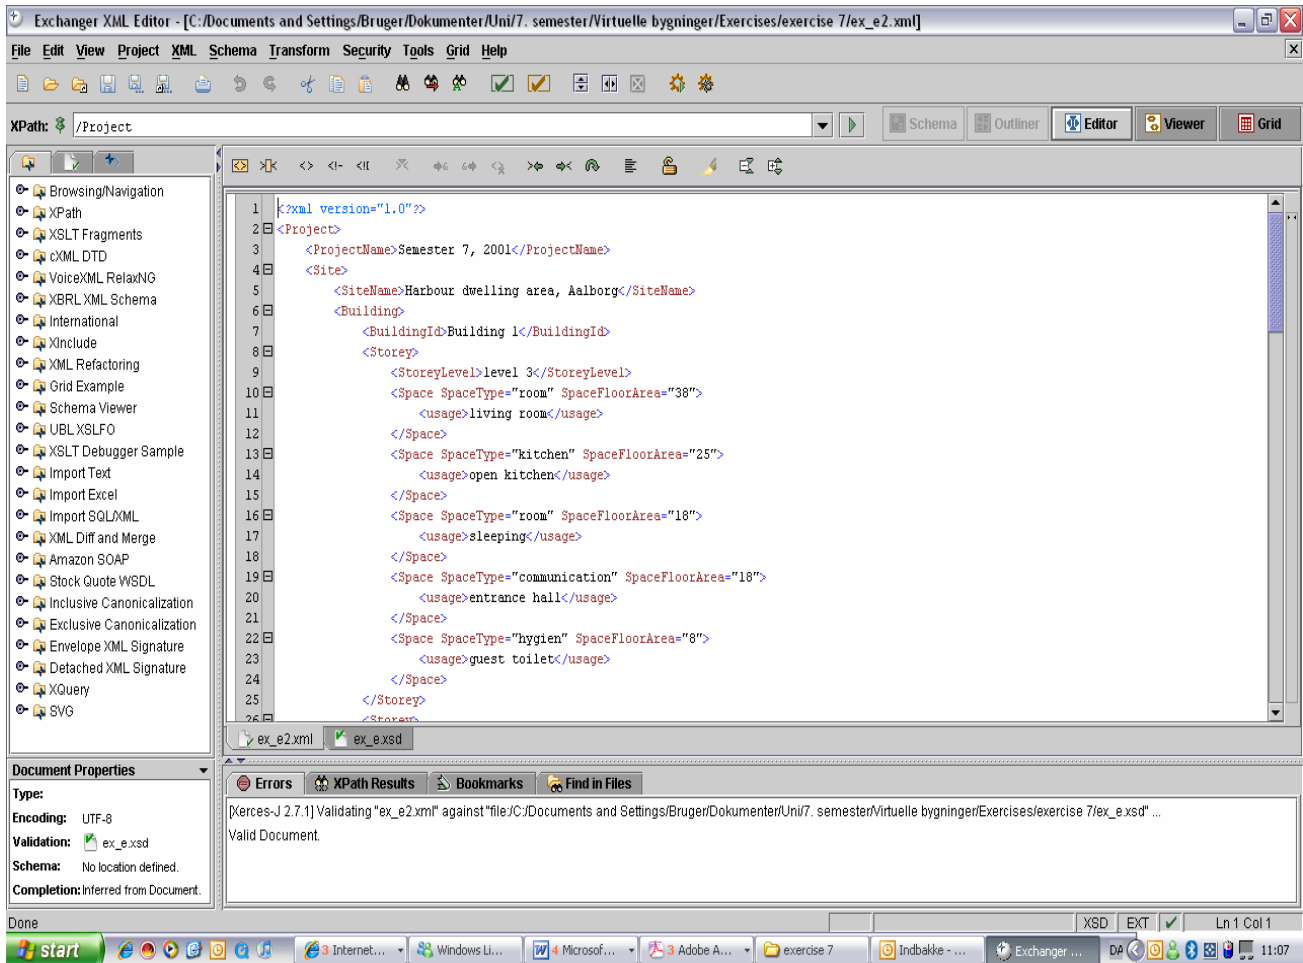 Exchanger XML Editor - [C:/Documents and Settings/Bruger/Dokumenter/Uni/7. semester/Virtuelle bygninger/Exercises/exercise 7/ex_e2.xml]
File Edit View Project XML Schema Transform Security Tools Grid Help
XPath: /Project
Schema Outliner Editor Viewer Grid
Browsing/Navigation
XPath
XSLT Fragments
cXML DTD
VoiceXML RelaxNG
XBRL XML Schema
International
XInclude
XML Refactoring
Grid Example
Schema Viewer
UBL XSLFO
XSLT Debugger Sample
Import Text
Import Excel
Import SQL/XML
XML Diff and Merge
Amazon SOAP
Stock Quote WSDL
Inclusive Canonicalization
Exclusive Canonicalization
Envelope XML Signature
Detached XML Signature
XQuery
SVG
1 <?xml version="1.0"?>
2 <Project>
3 <ProjectName>Semester 7, 2001</ProjectName>
4 <Site>
5 <SiteName>Harbour dwelling area, Aalborg</SiteName>
6 <Building>
7 <BuildingId>Building 1</BuildingId>
8 <Storey>
9 <StoreyLevel>level 3</StoreyLevel>
10 <Space SpaceType="room" SpaceFloorArea="38">
11 <usage>living room</usage>
12 </Space>
13 <Space SpaceType="kitchen" SpaceFloorArea="25">
14 <usage>open kitchen</usage>
15 </Space>
16 <Space SpaceType="room" SpaceFloorArea="18">
17 <usage>sleeping</usage>
18 </Space>
19 <Space SpaceType="communication" SpaceFloorArea="18">
20 <usage>entrance hall</usage>
21 </Space>
22 <Space SpaceType="hygien" SpaceFloorArea="8">
23 <usage>guest toilet</usage>
24 </Space>
25 </Storey>
26 <Storey>
ex_e2.xml ex_e.xsd
Document Properties
Type:
Encoding: UTF-8
Validation: ex_e.xsd
Schema: No location defined.
Completion: Inferred from Document.
Errors XPath Results Bookmarks Find in Files
[Xerces-J 2.7.1] Validating "ex_e2.xml" against "file:/C:/Documents and Settings/Bruger/Dokumenter/Uni/7. semester/Virtuelle bygninger/Exercises/exercise 7/ex_e.xsd" ...
Valid Document.
Done XSD EXT Ln 1 Col 1
start 3 Internet... Windows Li... 4 Microsof... 3 Adobe A... exercise 7 Indbakke - ... Exchanger ... DA 11:07